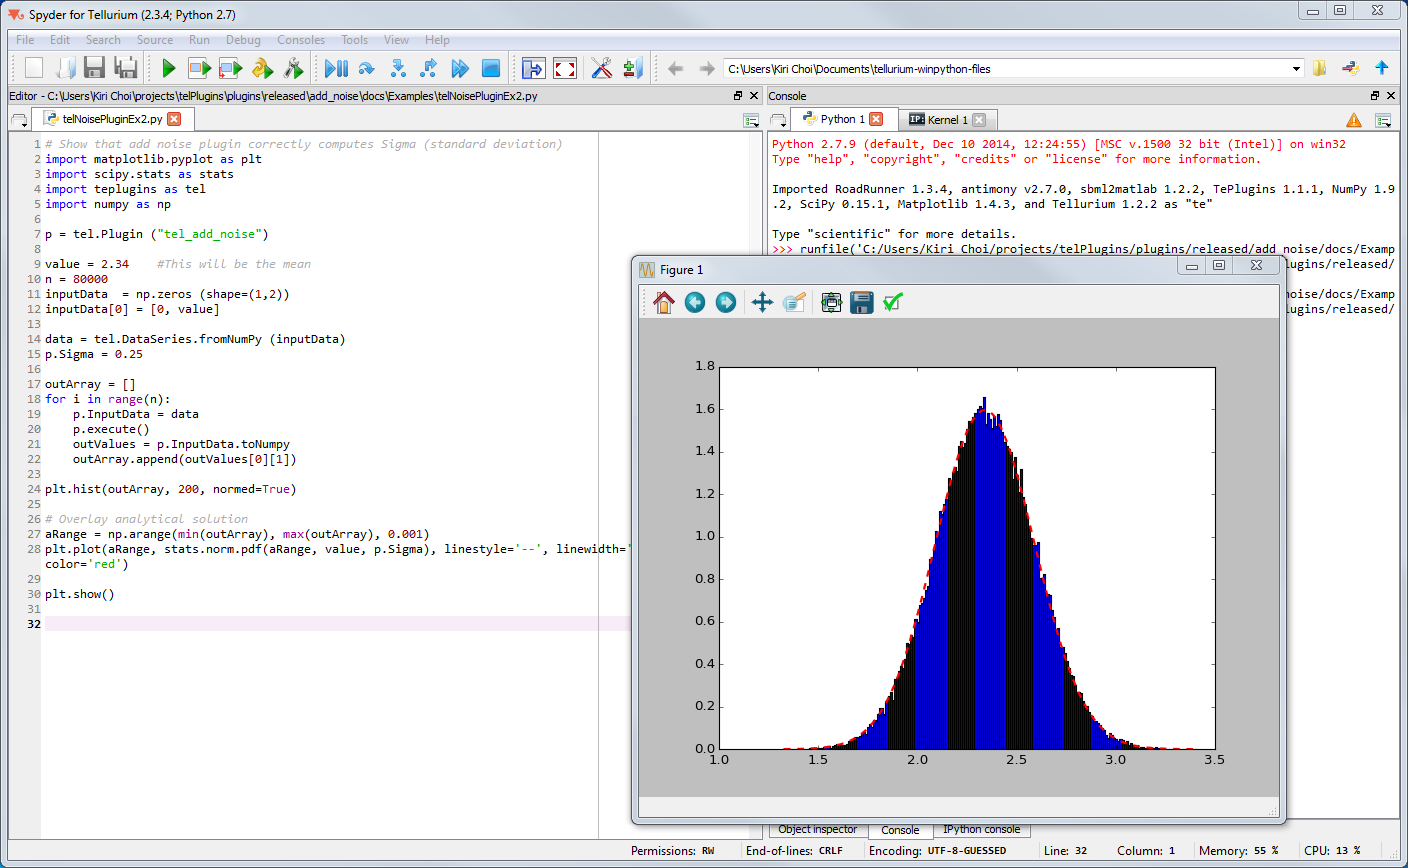 Spyder for Tellurium (2.3.4; Python 2.7)
File Edit Search Source Run Debug Consoles Tools View Help
C:\Users\Kiri Choi\Documents\tellurium-winpython-files
Editor - C:\Users\Kiri Choi\projects\telPlugins\plugins\released\add_noise\docs\Examples\telNoisePluginEx2.py
telNoisePluginEx2.py
1 # Show that add noise plugin correctly computes Sigma (standard deviation)
2 import matplotlib.pyplot as plt
3 import scipy.stats as stats
4 import teplugins as tel
5 import numpy as np
6
7 p = tel.Plugin ("tel_add_noise")
8
9 value = 2.34    #This will be the mean
10 n = 80000
11 inputData  = np.zeros (shape=(1,2))
12 inputData[0] = [0, value]
13
14 data = tel.DataSeries.fromNumPy (inputData)
15 p.Sigma = 0.25
16
17 outArray = []
18 for i in range(n):
19     p.InputData = data
20     p.execute()
21     outValues = p.InputData.toNumpy
22     outArray.append(outValues[0][1])
23
24 plt.hist(outArray, 200, normed=True)
25
26 # Overlay analytical solution
27 aRange = np.arange(min(outArray), max(outArray), 0.001)
28 plt.plot(aRange, stats.norm.pdf(aRange, value, p.Sigma), linestyle='--', linewidth='
color='red')
29
30 plt.show()
31
32
Console
Python 1
IP: Kernel 1
Python 2.7.9 (default, Dec 10 2014, 12:24:55) [MSC v.1500 32 bit (Intel)] on win32
Type "help", "copyright", "credits" or "license" for more information.
Imported RoadRunner 1.3.4, antimony v2.7.0, sbml2matlab 1.2.2, TePlugins 1.1.1, NumPy 1.9
.2, SciPy 0.15.1, Matplotlib 1.4.3, and Tellurium 1.2.2 as "te"
Type "scientific" for more details.
>>> runfile('C:/Users/Kiri Choi/projects/telPlugins/plugins/released/add_noise/docs/Examp
lugins/released/
noise/docs/Examp
lugins/released/
Figure 1
1.8
1.6
1.4
1.2
1.0
0.8
0.6
0.4
0.2
0.0
1.0 1.5 2.0 2.5 3.0 3.5
Object inspector Console IPython console
Permissions: RW End-of-lines: CRLF Encoding: UTF-8-GUESSED Line: 32 Column: 1 Memory: 55 % CPU: 13 %